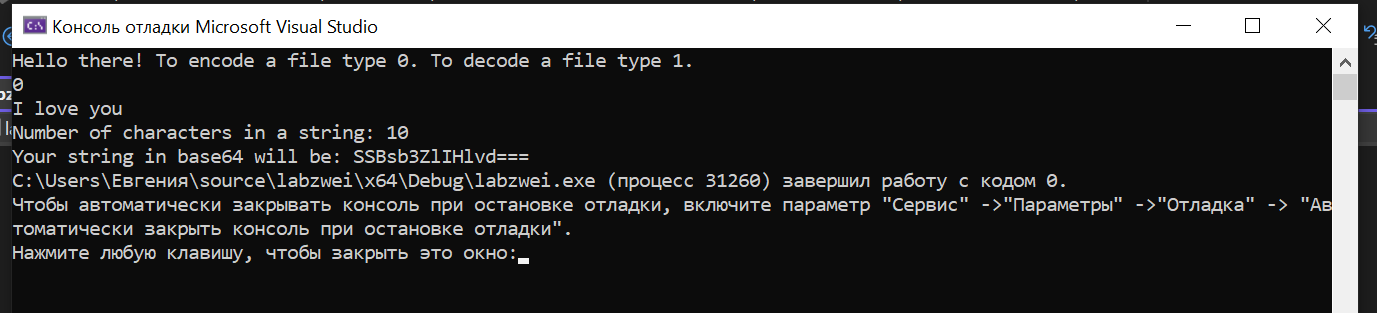 Консоль отладки Microsoft Visual Studio
Hello there! To encode a file type 0. To decode a file type 1.
0
I love you
Number of characters in a string: 10
Your string in base64 will be: SSBsb3ZlIHlvd===
C:\Users\Евгения\source\labzwei\x64\Debug\labzwei.exe (процесс 31260) завершил работу с кодом 0.
Чтобы автоматически закрывать консоль при остановке отладки, включите параметр "Сервис" ->"Параметры" ->"Отладка" -> "Ав
томатически закрыть консоль при остановке отладки".
Нажмите любую клавишу, чтобы закрыть это окно: